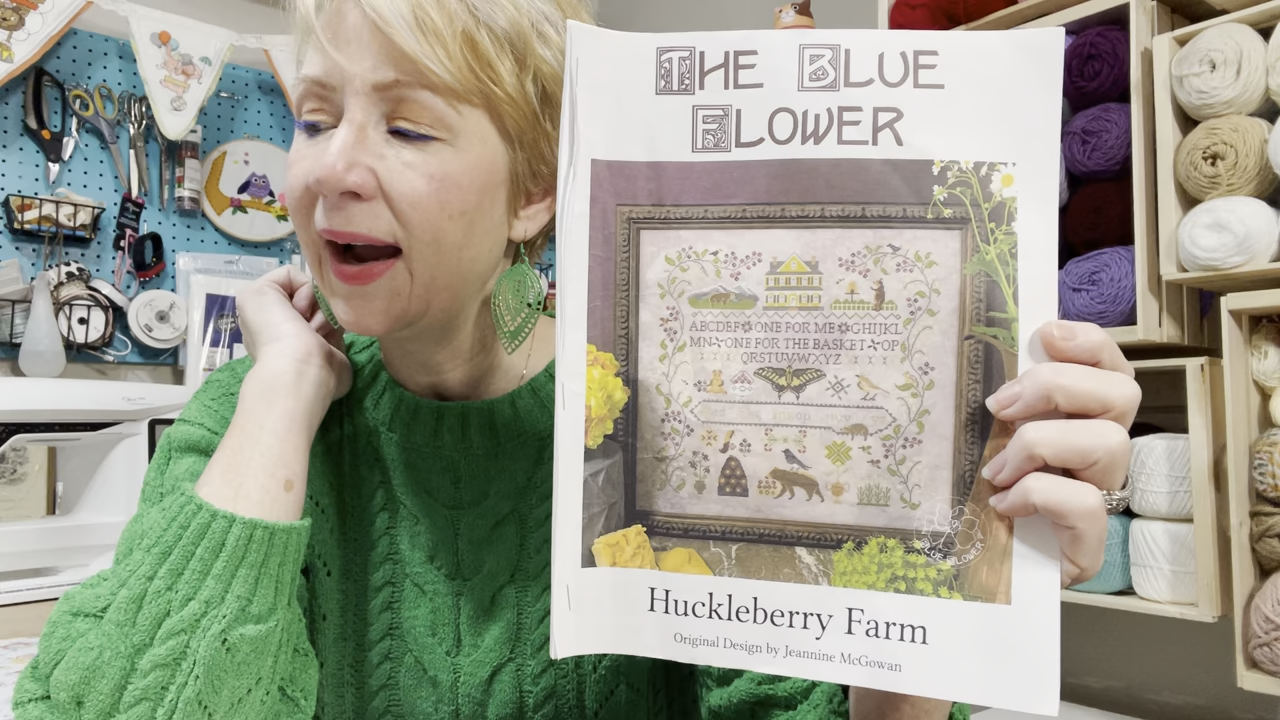 THE BLUE
FLOWER
ABCDEF ONE FOR ME GHIJKL
MN ONE FOR THE BASKET OP
QRSTUVWXYZ
BLUE FLOWER
Huckleberry Farm
Original Design by Jeannine McGowan